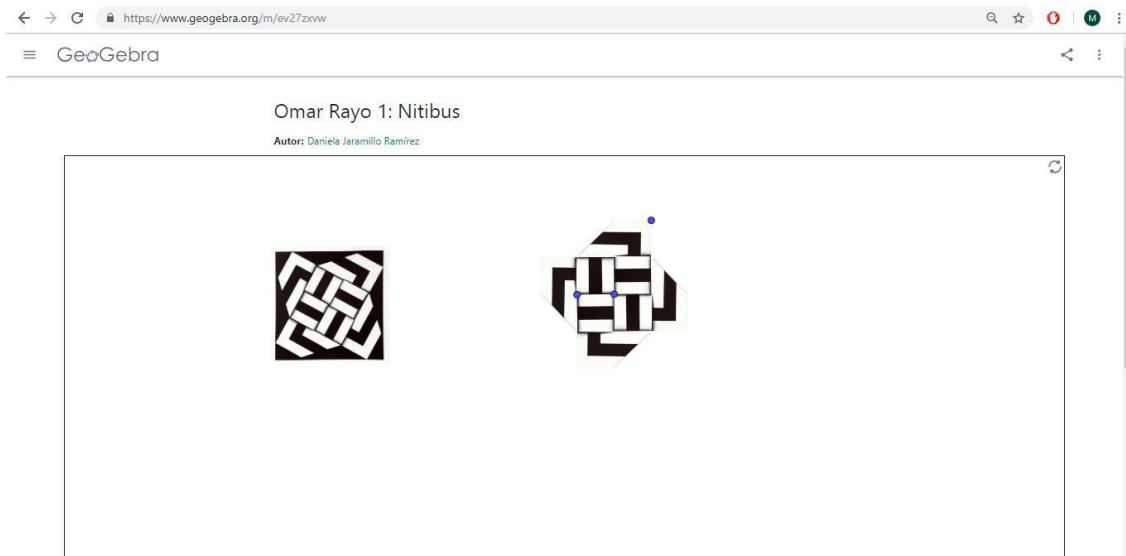 https://www.geogebra.org/m/ev27zxvw
M
GeoGebra
Omar Rayo 1: Nitibus
Autor: Daniela Jaramillo Ramírez